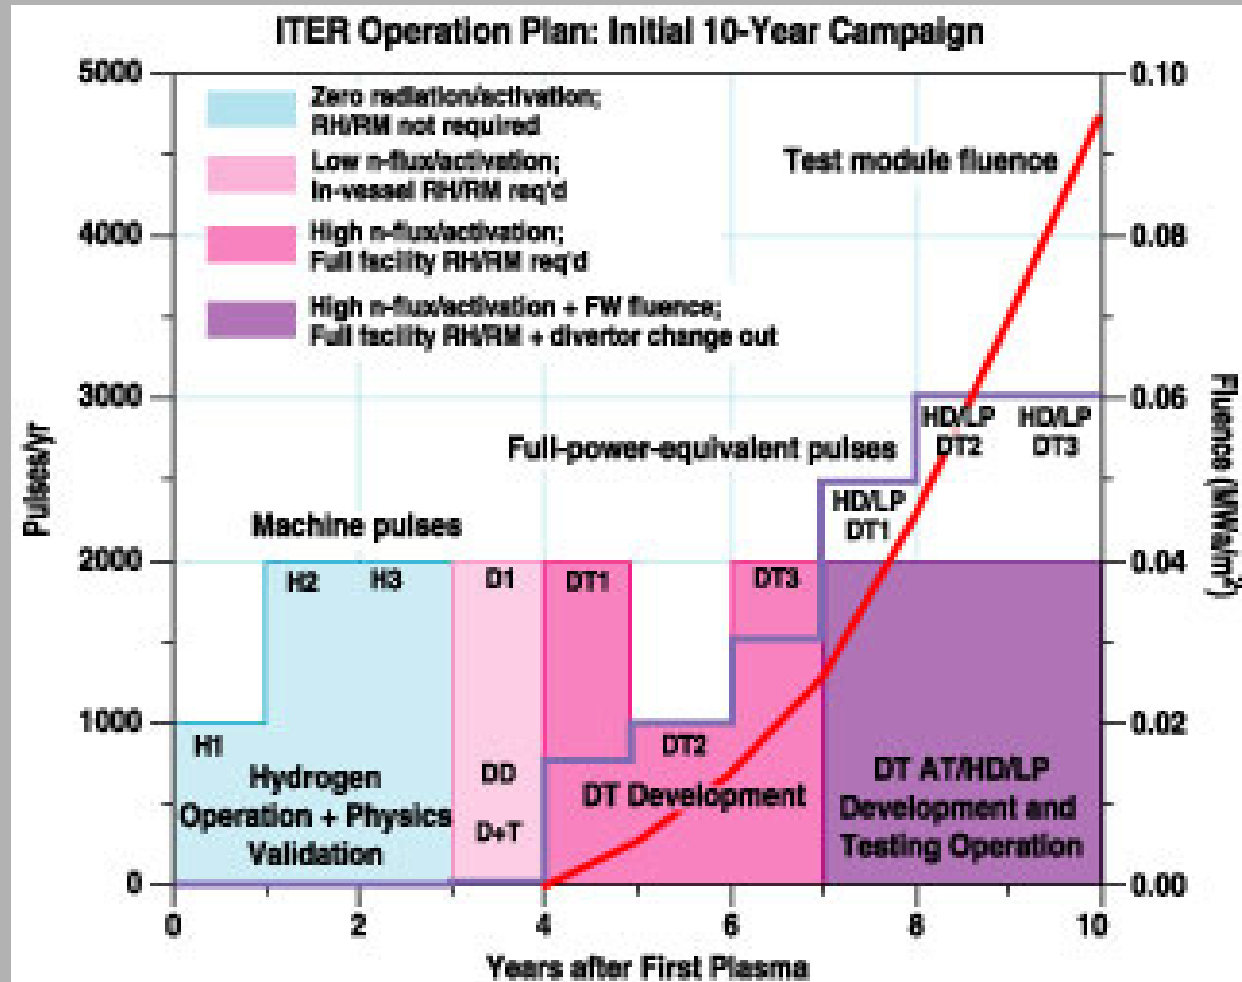 ITER Operation Plan: Initial 10-Year Campaign
5000
4000
3000
2000
1000
0
Pulses/yr
Zero radiation/activation;
RH/RM not required
Low n-flux/activation;
In-vessel RH/RM req'd
High n-flux/activation;
Full facility RH/RM req'd
High n-flux/activation + FW fluence;
Full facility RH/RM + divertor change out
Test module fluence
Full-power-equivalent pulses
Machine pulses
HD/LP
DT2
HD/LP
DT3
HD/LP
DT1
H2
H3
D1
DT1
DT3
H1
DT2
Hydrogen
Operation + Physics
Validation
DD
D+T
DT Development
DT AT/HD/LP
Development and
Testing Operation
0.10
0.08
0.06
0.04
0.02
0.00
Fluence (MWa/m²)
0
2
4
6
8
10
Years after First Plasma